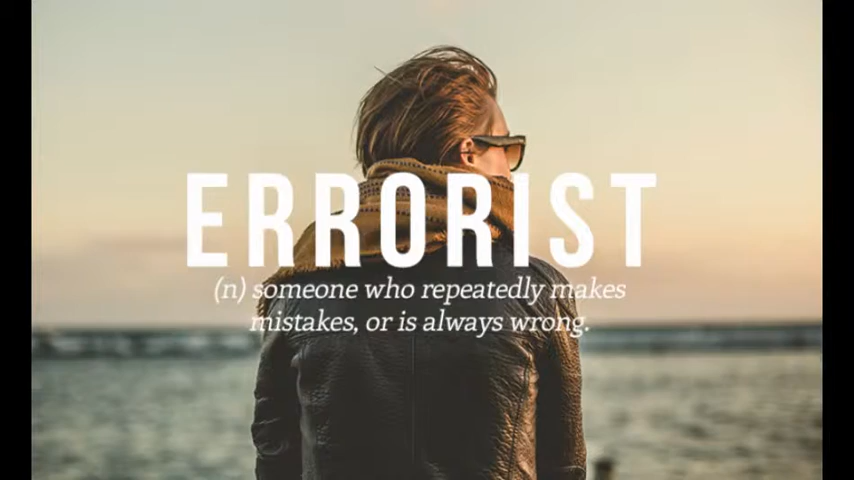 ERRORIST
(n) someone who repeatedly makes
mistakes, or is always wrong.